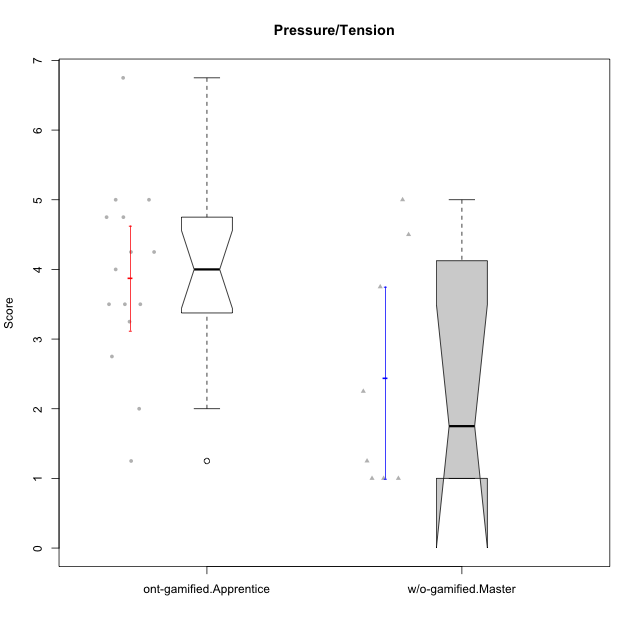 Pressure/Tension
7
6
5
4
3
2
1
0
Score
ont-gamified.Apprentice
w/o-gamified.Master